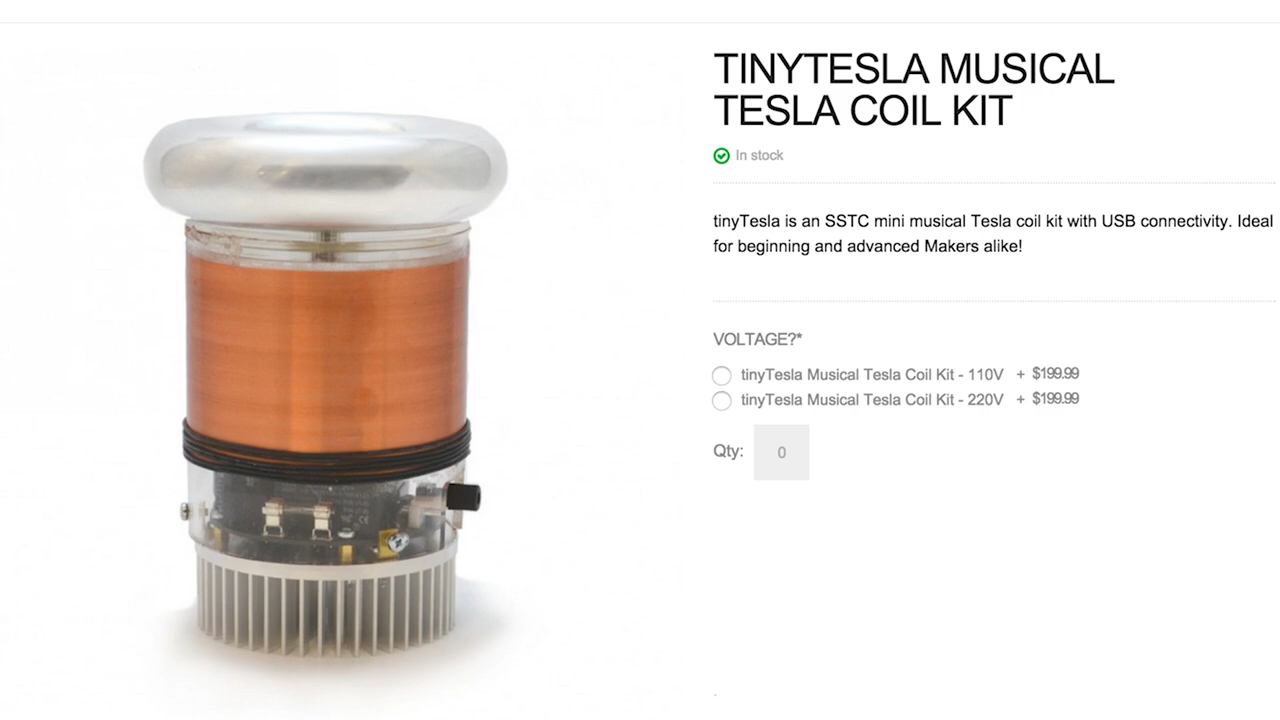 TINYTESLA MUSICAL
TESLA COIL KIT
In stock
tinyTesla is an SSTC mini musical Tesla coil kit with USB connectivity. Ideal
for beginning and advanced Makers alike!
VOLTAGE?*
tinyTesla Musical Tesla Coil Kit - 110V + $199.99
tinyTesla Musical Tesla Coil Kit - 220V + $199.99
Qty: 0